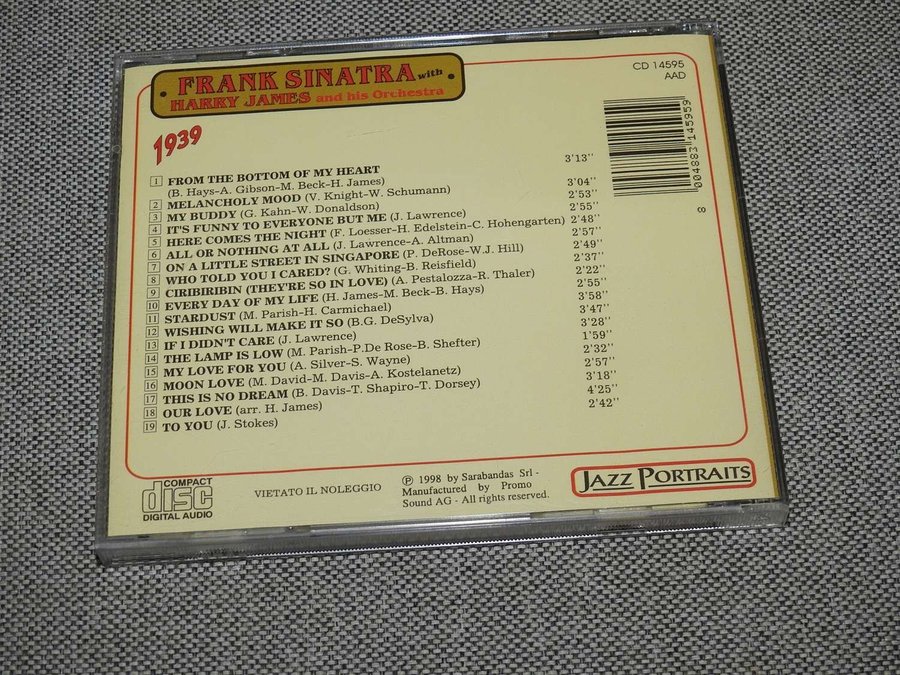 FRANK SINATRA with
HARRY JAMES and his Orchestra
CD 14595
AAD
1939
004883 145959
8
1 FROM THE BOTTOM OF MY HEART 3'13''
(B. Hays-A. Gibson-M. Beck-H. James)
2 MELANCHOLY MOOD (V. Knight-W. Schumann) 3'04''
3 MY BUDDY (G. Kahn-W. Donaldson) 2'53''
4 IT'S FUNNY TO EVERYONE BUT ME (J. Lawrence) 2'55''
5 HERE COMES THE NIGHT (F. Loesser-H. Edelstein-C. Hohengarten) 2'48''
6 ALL OR NOTHING AT ALL (J. Lawrence-A. Altman) 2'57''
7 ON A LITTLE STREET IN SINGAPORE (P. DeRose-W.J. Hill) 2'49''
8 WHO TOLD YOU I CARED? (G. Whiting-B. Reisfield) 2'37''
9 CIRIBIRIBIN (THEY'RE SO IN LOVE) (A. Pestalozza-R. Thaler) 2'22''
10 EVERY DAY OF MY LIFE (H. James-M. Beck-B. Hays) 2'55''
11 STARDUST (M. Parish-H. Carmichael) 3'58''
12 WISHING WILL MAKE IT SO (B.G. DeSylva) 3'47''
13 IF I DIDN'T CARE (J. Lawrence) 3'28''
14 THE LAMP IS LOW (M. Parish-P.De Rose-B. Shefter) 1'59''
15 MY LOVE FOR YOU (A. Silver-S. Wayne) 2'32''
16 MOON LOVE (M. David-M. Davis-A. Kostelanetz) 2'57''
17 THIS IS NO DREAM (B. Davis-T. Shapiro-T. Dorsey) 3'18''
18 OUR LOVE (arr. H. James) 4'25''
19 TO YOU (J. Stokes) 2'42''
COMPACT
disc
DIGITAL AUDIO
VIETATO IL NOLEGGIO
℗ 1998 by Sarabandas Srl -
Manufactured by Promo
Sound AG - All rights reserved.
JAZZ PORTRAITS